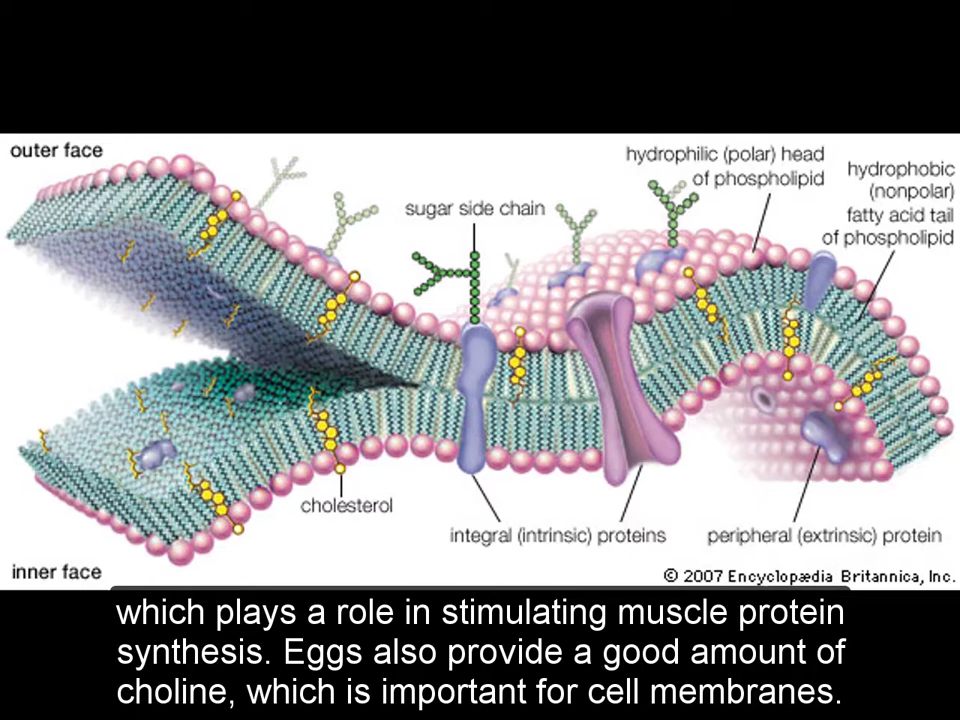 outer face
hydrophilic (polar) head
of phospholipid
hydrophobic
(nonpolar)
fatty acid tail
of phospholipid
sugar side chain
cholesterol
integral (intrinsic) proteins
peripheral (extrinsic) protein
inner face
© 2007 Encyclopædia Britannica, Inc.
which plays a role in stimulating muscle protein
synthesis. Eggs also provide a good amount of
choline, which is important for cell membranes.